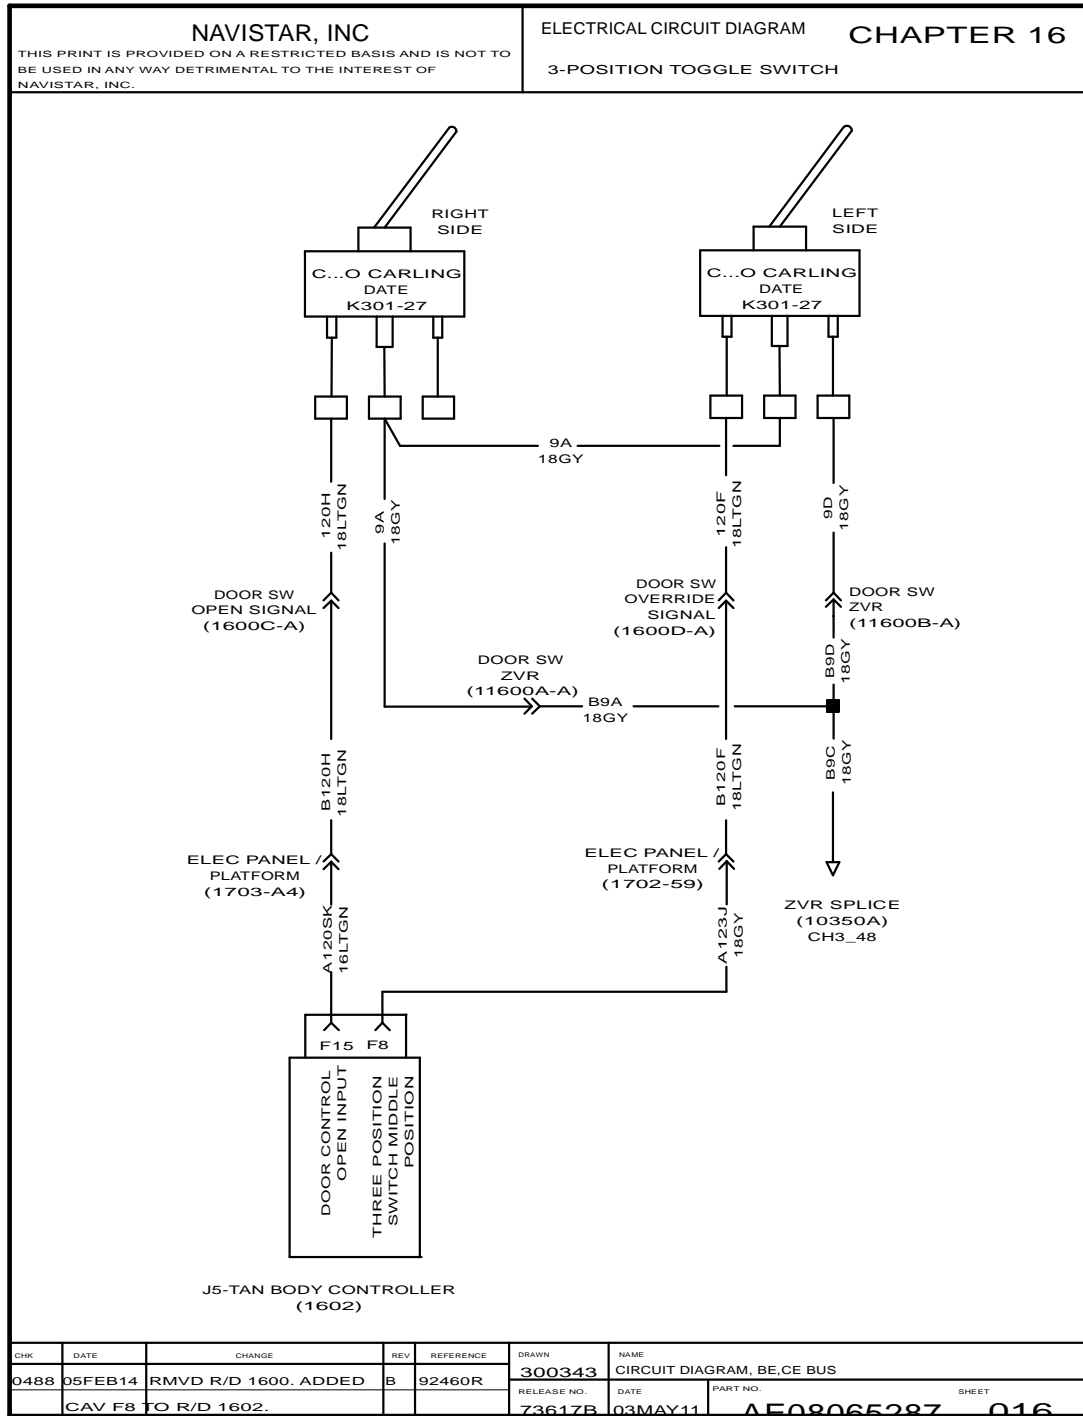 NAVISTAR, INC
THIS PRINT IS PROVIDED ON A RESTRICTED BASIS AND IS NOT TO
BE USED IN ANY WAY DETRIMENTAL TO THE INTEREST OF
NAVISTAR, INC.
ELECTRICAL CIRCUIT DIAGRAM
CHAPTER 16
3-POSITION TOGGLE SWITCH
RIGHT
SIDE
C...O CARLING
DATE
K301-27
LEFT
SIDE
C...O CARLING
DATE
K301-27
9A
18GY
120H
18LTGN
9A
18GY
120F
18LTGN
9D
18GY
DOOR SW
OPEN SIGNAL
(1600C-A)
DOOR SW
OVERRIDE
SIGNAL
(1600D-A)
DOOR SW
ZVR
(11600B-A)
DOOR SW
ZVR
(11600A-A)
B9A
18GY
B9D
18GY
B9C
18GY
B120H
18LTGN
B120F
18LTGN
ELEC PANEL /
PLATFORM
(1703-A4)
ELEC PANEL /
PLATFORM
(1702-59)
ZVR SPLICE
(10350A)
CH3_48
A120SK
16LTGN
A123J
18GY
F15
F8
DOOR CONTROL
OPEN INPUT
THREE POSITION
SWITCH MIDDLE
POSITION
J5-TAN BODY CONTROLLER
(1602)
CHK DATE CHANGE REV REFERENCE
0488 05FEB14 RMVD R/D 1600. ADDED B 92460R
CAV F8 TO R/D 1602.
DRAWN
300343
NAME
CIRCUIT DIAGRAM, BE,CE BUS
RELEASE NO.
73617B
DATE
03MAY11
PART NO.
AE08065287
SHEET
016